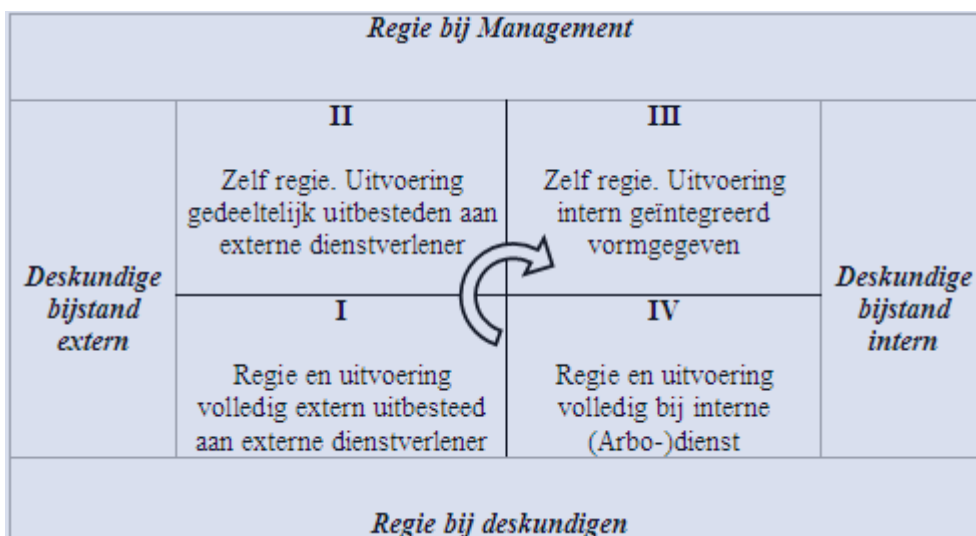 Regie bij Management
II
Zelf regie. Uitvoering
gedeeltelijk uitbesteden aan
externe dienstverlener
III
Zelf regie. Uitvoering
intern geïntegreerd
vormgegeven
Deskundige
bijstand
extern
Deskundige
bijstand
intern
I
Regie en uitvoering
volledig extern uitbesteed
aan externe dienstverlener
IV
Regie en uitvoering
volledig bij interne
(Arbo-)dienst
Regie bij deskundigen